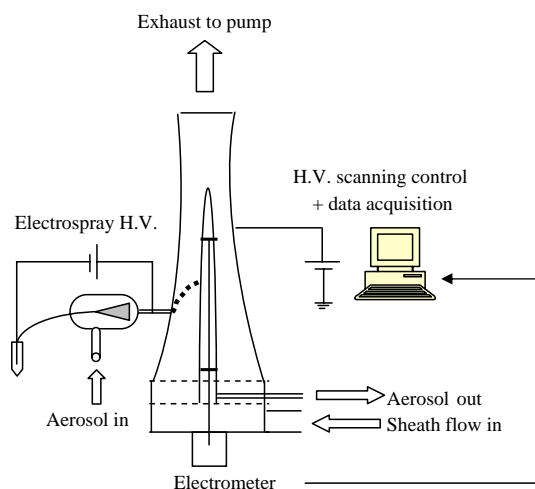 Exhaust to pump
H.V. scanning control
+ data acquisition
Electrospray H.V.
Aerosol in
Aerosol out
Sheath flow in
Electrometer